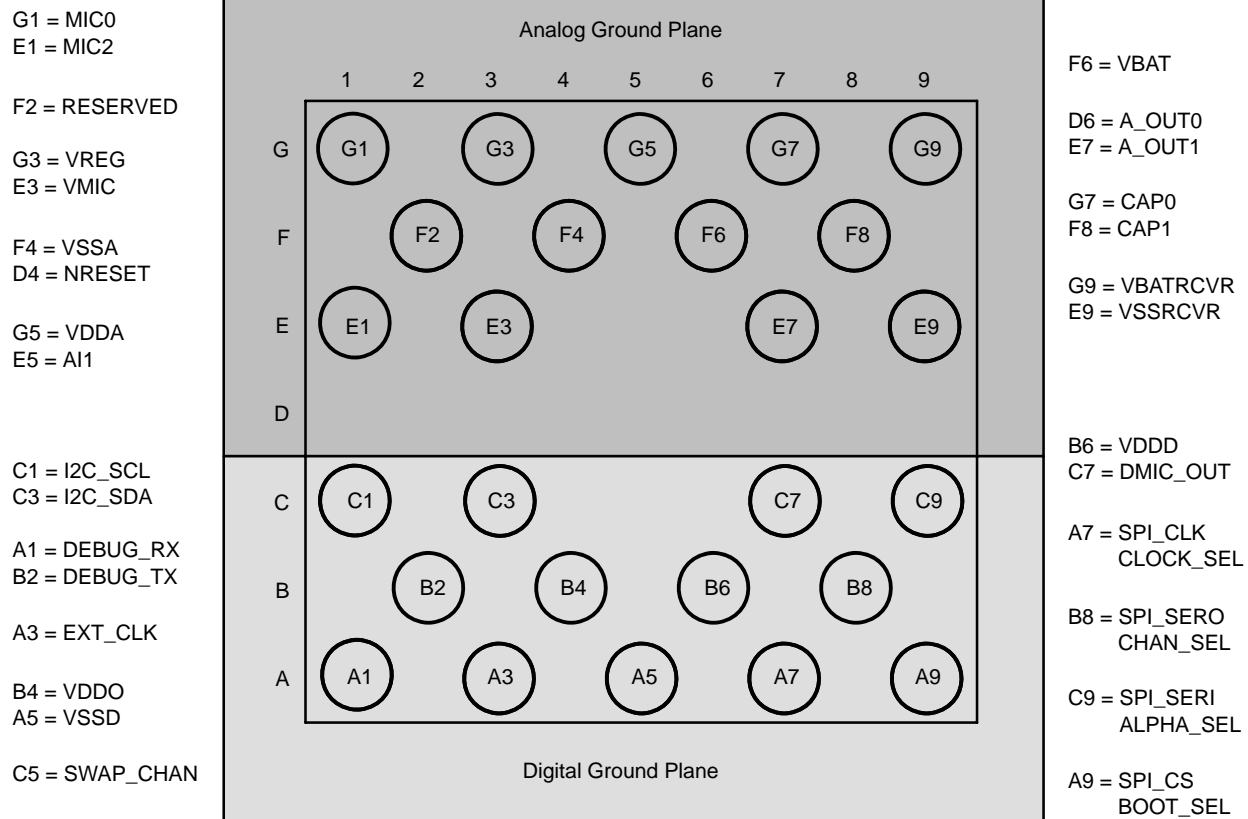 G1 = MIC0
E1 = MIC2
F2 = RESERVED
G3 = VREG
E3 = VMIC
F4 = VSSA
D4 = NRESET
G5 = VDDA
E5 = AI1
C1 = I2C_SCL
C3 = I2C_SDA
A1 = DEBUG_RX
B2 = DEBUG_TX
A3 = EXT_CLK
B4 = VDDO
A5 = VSSD
C5 = SWAP_CHAN
Analog Ground Plane
1 2 3 4 5 6 7 8 9
G G1 G3 G5 G7 G9
F F2 F4 F6 F8
E E1 E3 E7 E9
D
C C1 C3 C7 C9
B B2 B4 B6 B8
A A1 A3 A5 A7 A9
Digital Ground Plane
F6 = VBAT
D6 = A_OUT0
E7 = A_OUT1
G7 = CAP0
F8 = CAP1
G9 = VBATRCVR
E9 = VSSRCVR
B6 = VDDD
C7 = DMIC_OUT
A7 = SPI_CLK
CLOCK_SEL
B8 = SPI_SERO
CHAN_SEL
C9 = SPI_SERI
ALPHA_SEL
A9 = SPI_CS
BOOT_SEL